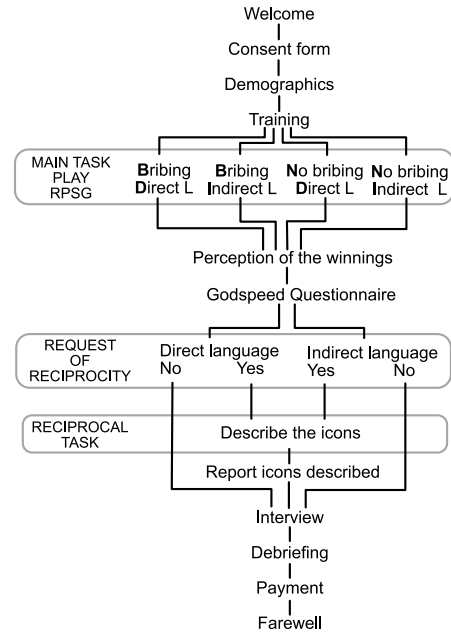 Welcome
Consent form
Demographics
Training
MAIN TASK
PLAY
RPSG
Bribing
Direct L
Bribing
Indirect L
No bribing
Direct L
No bribing
Indirect L
Perception of the winnings
Godspeed Questionnaire
REQUEST
OF
RECIPROCITY
Direct language
No Yes
Indirect language
Yes No
RECIPROCAL
TASK
Describe the icons
Report icons described
Interview
Debriefing
Payment
Farewell